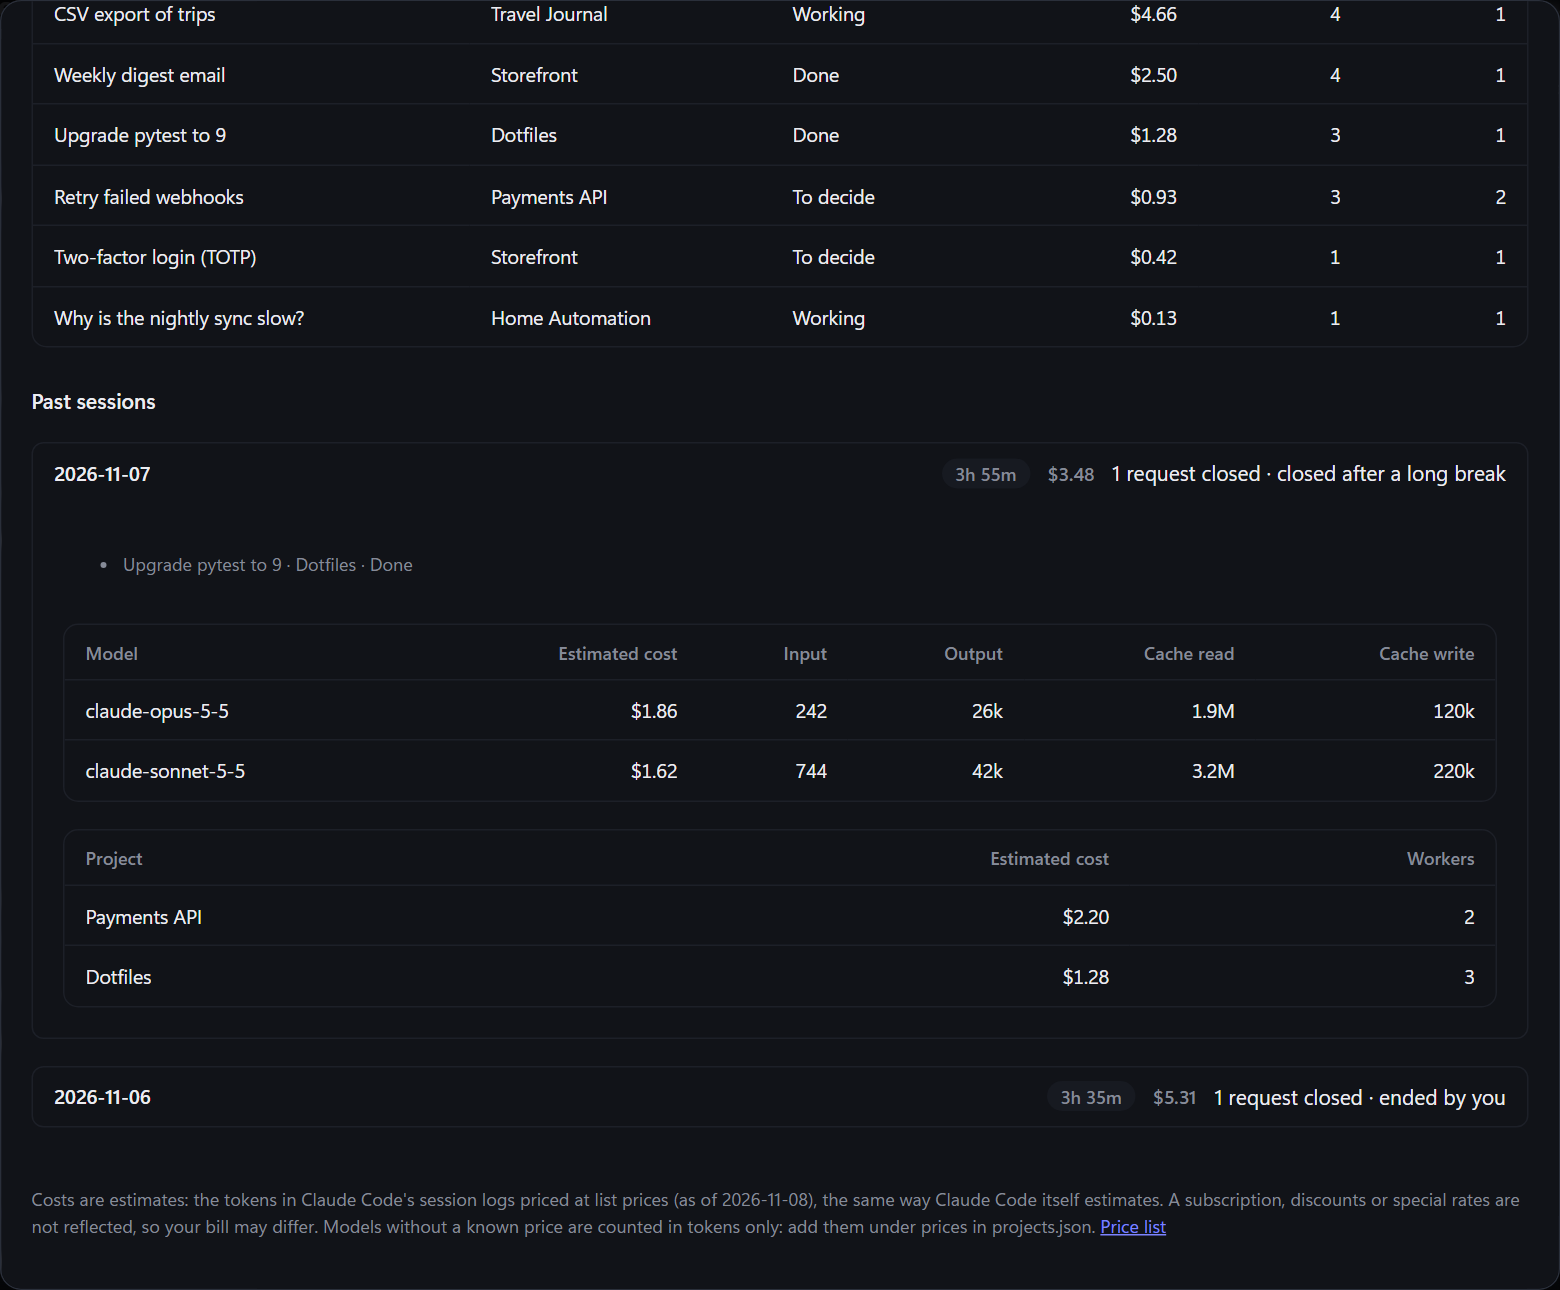 CSV export of trips Travel Journal Working $4.66 4 1
Weekly digest email Storefront Done $2.50 4 1
Upgrade pytest to 9 Dotfiles Done $1.28 3 1
Retry failed webhooks Payments API To decide $0.93 3 2
Two-factor login (TOTP) Storefront To decide $0.42 1 1
Why is the nightly sync slow? Home Automation Working $0.13 1 1
Past sessions
2026-11-07 3h 55m $3.48 1 request closed · closed after a long break
• Upgrade pytest to 9 · Dotfiles · Done
Model Estimated cost Input Output Cache read Cache write
claude-opus-5-5 $1.86 242 26k 1.9M 120k
claude-sonnet-5-5 $1.62 744 42k 3.2M 220k
Project Estimated cost Workers
Payments API $2.20 2
Dotfiles $1.28 3
2026-11-06 3h 35m $5.31 1 request closed · ended by you
Costs are estimates: the tokens in Claude Code's session logs priced at list prices (as of 2026-11-08), the same way Claude Code itself estimates. A subscription, discounts or special rates are
not reflected, so your bill may differ. Models without a known price are counted in tokens only: add them under prices in projects.json. Price list